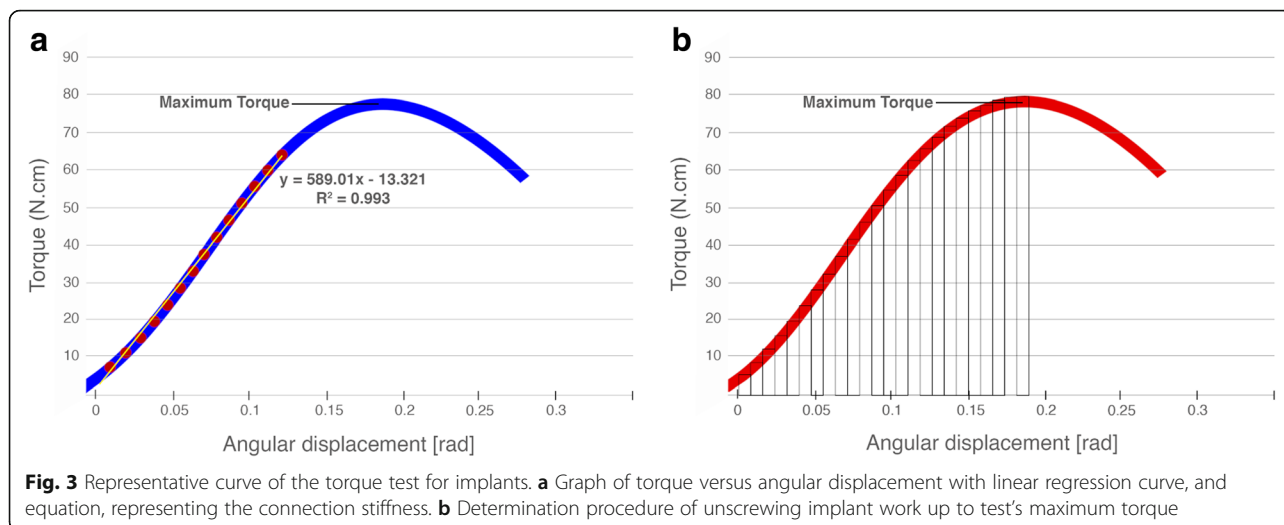 a
90
80
70
60
50
40
30
20
10
Torque (N.cm)
Maximum Torque
y = 589.01x - 13.321
R² = 0.993
0 0.05 0.1 0.15 0.2 0.25 0.3
Angular displacement [rad]
b
90
80
70
60
50
40
30
20
10
Torque (N.cm)
Maximum Torque
0 0.05 0.1 0.15 0.2 0.25 0.3
Angular displacement [rad]
Fig. 3 Representative curve of the torque test for implants. a Graph of torque versus angular displacement with linear regression curve, and
equation, representing the connection stiffness. b Determination procedure of unscrewing implant work up to test's maximum torque